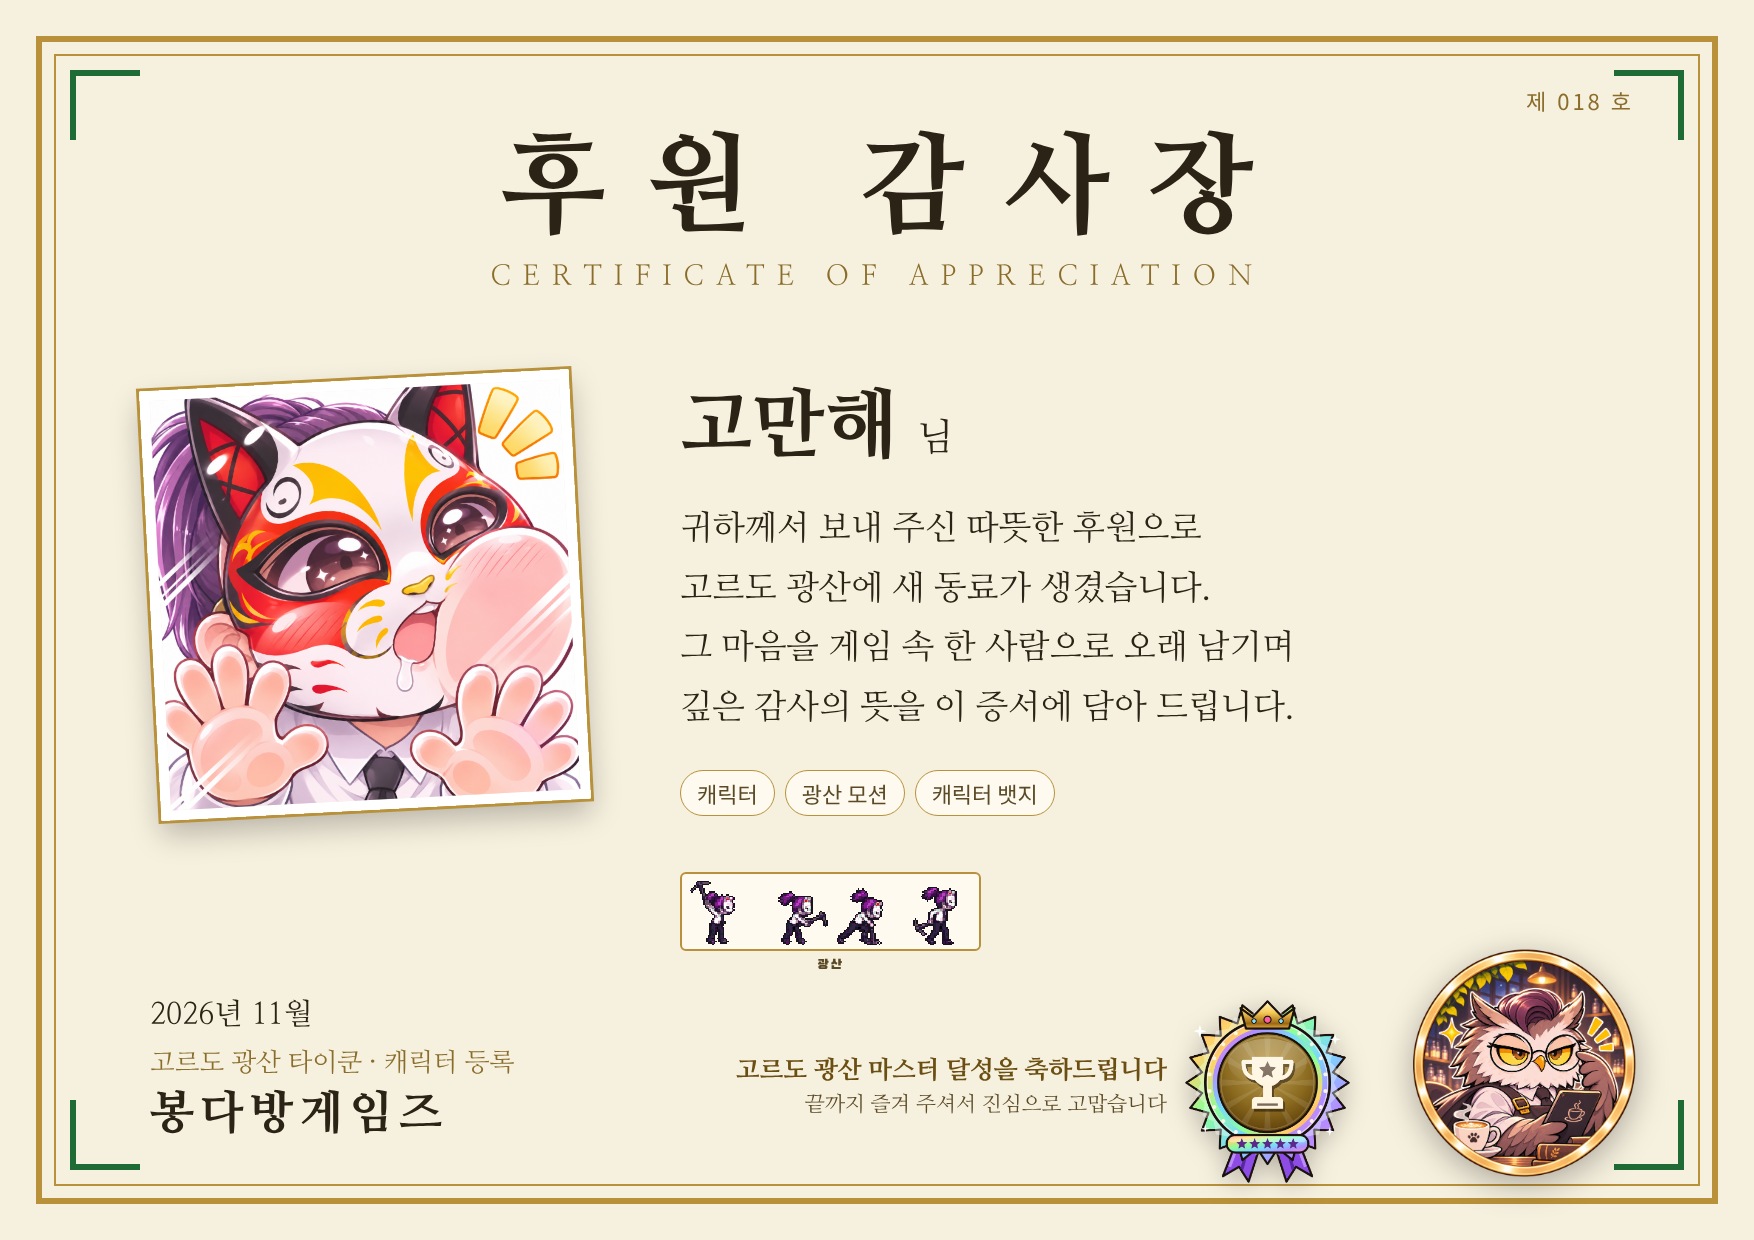 제 018 호
후원 감사장
CERTIFICATE OF APPRECIATION
고만해 님
귀하께서 보내 주신 따뜻한 후원으로
고르도 광산에 새 동료가 생겼습니다.
그 마음을 게임 속 한 사람으로 오래 남기며
깊은 감사의 뜻을 이 증서에 담아 드립니다.
캐릭터 광산 모션 캐릭터 뱃지
광산
2026년 11월
고르도 광산 타이쿤 · 캐릭터 등록
봉다방게임즈
고르도 광산 마스터 달성을 축하드립니다
끝까지 즐겨 주셔서 진심으로 고맙습니다